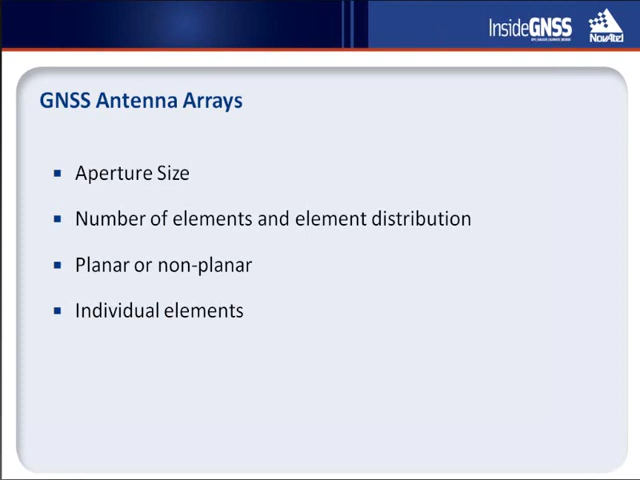 InsideGNSS
NovAtel
GNSS Antenna Arrays
Aperture Size
Number of elements and element distribution
Planar or non-planar
Individual elements